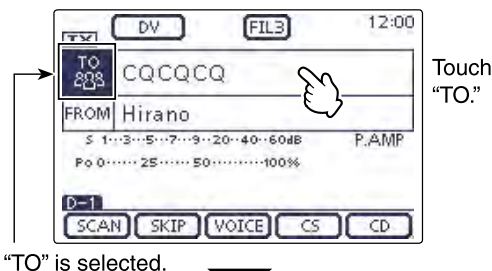 DV FIL3 12:00
TX
TO CQCQCQ
Touch
"TO."
FROM Hirano
S 1··3··5··7··9··20··40··60dB P.AMP
Po 0······25······50··········100%
D-1
SCAN SKIP VOICE CS CD
"TO" is selected.